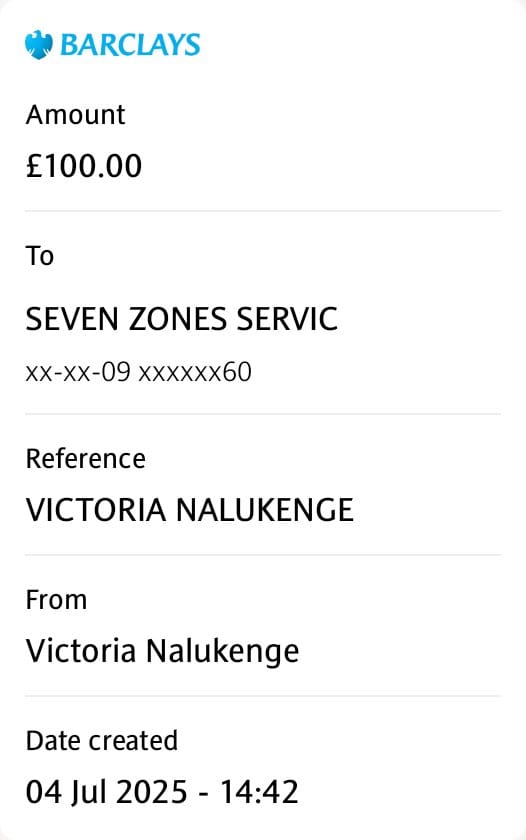 BARCLAYS
Amount
£100.00
To
SEVEN ZONES SERVIC
xx-xx-09 xxxxxx60
Reference
VICTORIA NALUKENGE
From
Victoria Nalukenge
Date created
04 Jul 2025 - 14:42